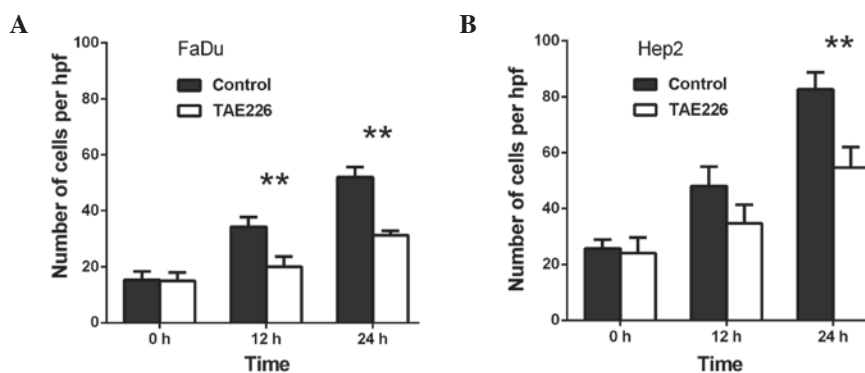 A
FaDu
Control
TAE226
Number of cells per hpf
100
80
60
40
20
0
**
**
0 h
12 h
24 h
Time
B
Hep2
Control
TAE226
Number of cells per hpf
100
80
60
40
20
0
**
0 h
12 h
24 h
Time